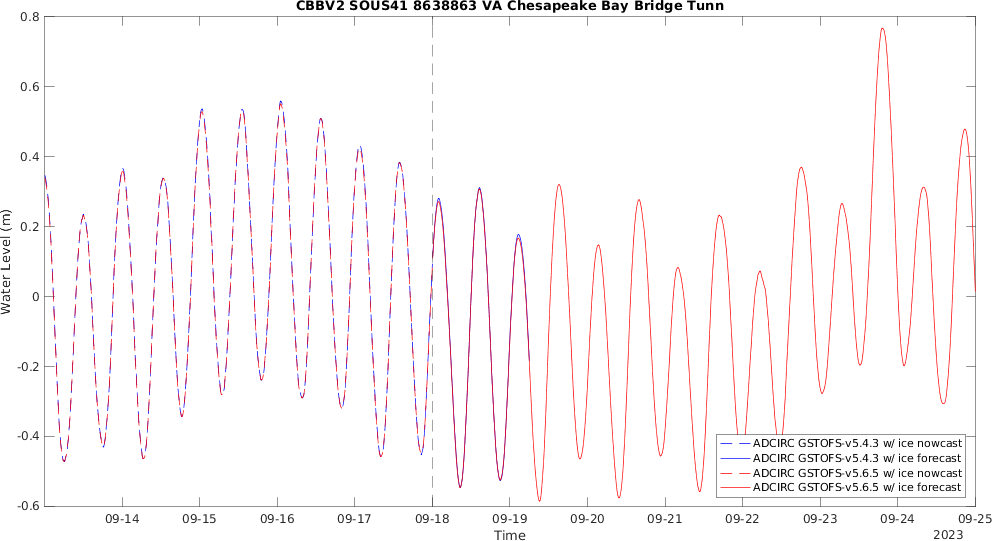 CBBV2 SOUS41 8638863 VA Chesapeake Bay Bridge Tunn
Water Level (m)
0.8
0.6
0.4
0.2
0
-0.2
-0.4
-0.6
ADCIRC GSTOFS-v5.4.3 w/ ice nowcast
ADCIRC GSTOFS-v5.4.3 w/ ice forecast
ADCIRC GSTOFS-v5.6.5 w/ ice nowcast
ADCIRC GSTOFS-v5.6.5 w/ ice forecast
09-14 09-15 09-16 09-17 09-18 09-19 09-20 09-21 09-22 09-23 09-24 09-25
Time
2023